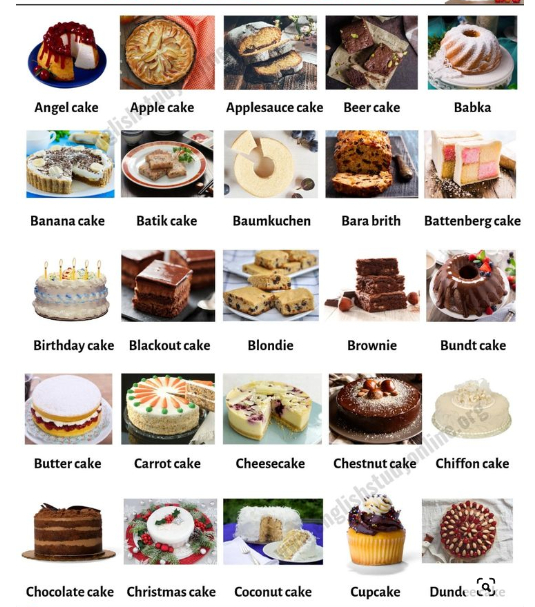 Angel cake Apple cake Applesauce cake Beer cake Babka
Banana cake Batik cake Baumkuchen Bara brith Battenberg cake
Birthday cake Blackout cake Blondie Brownie Bundt cake
Butter cake Carrot cake Cheesecake Chestnut cake Chiffon cake
Chocolate cake Christmas cake Coconut cake Cupcake
englishstudyonline.org